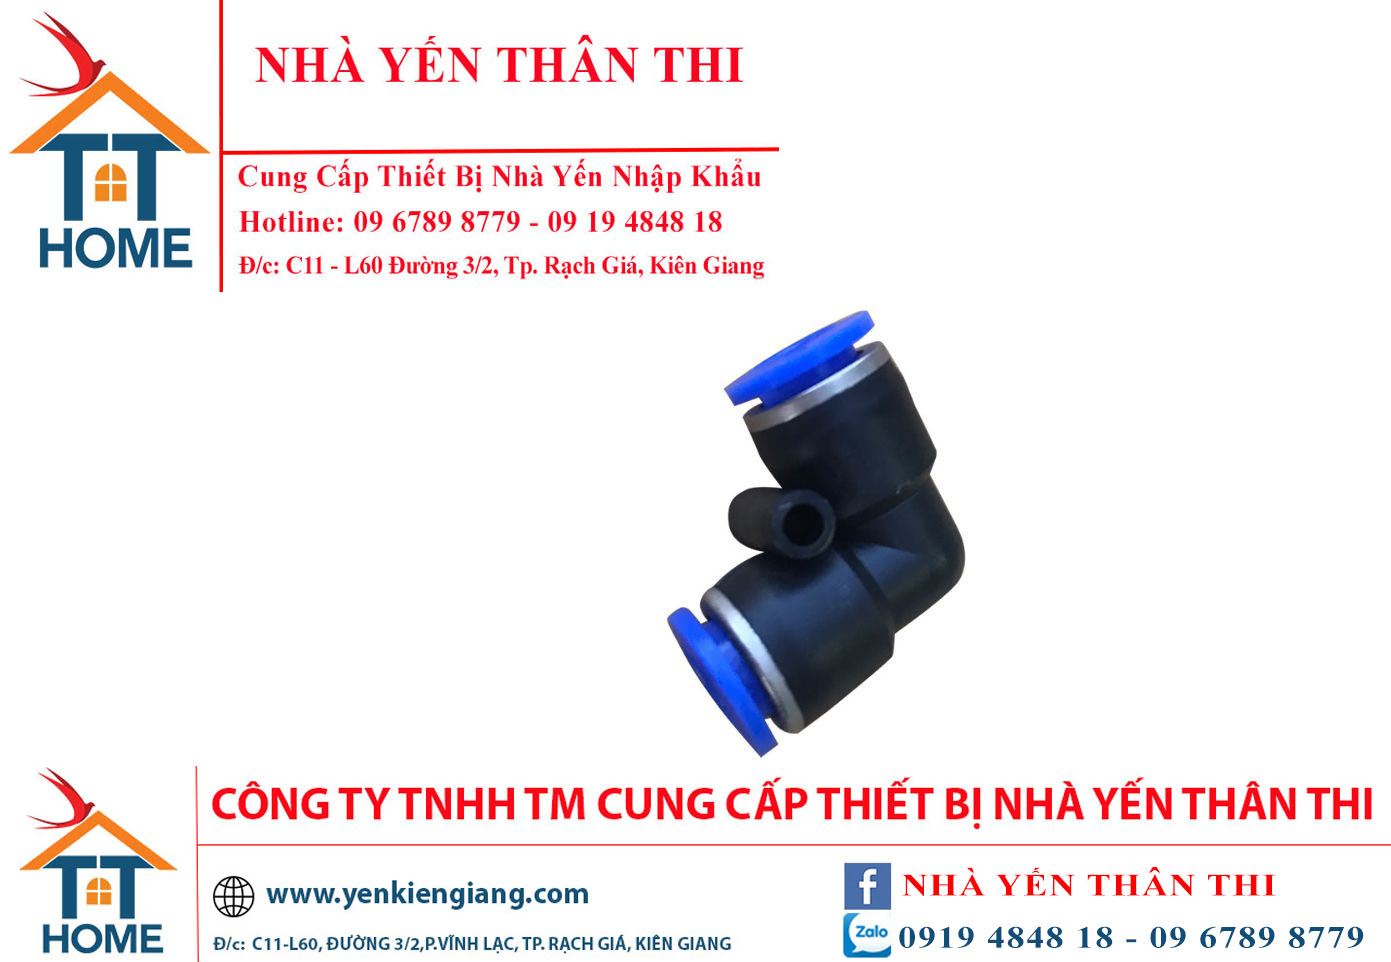 NHÀ YẾN THÂN THI
Cung Cấp Thiết Bị Nhà Yến Nhập Khẩu
Hotline: 09 6789 8779 - 09 19 4848 18
Đ/c: C11 - L60 Đường 3/2, Tp. Rạch Giá, Kiên Giang
TT
HOME
CÔNG TY TNHH TM CUNG CẤP THIẾT BỊ NHÀ YẾN THÂN THI
www.yenkiengiang.com
Đ/c: C11-L60, ĐƯỜNG 3/2,P.VĨNH LẠC, TP. RẠCH GIÁ, KIÊN GIANG
f NHÀ YẾN THÂN THI
Zalo 0919 4848 18 - 09 6789 8779
TT
HOME